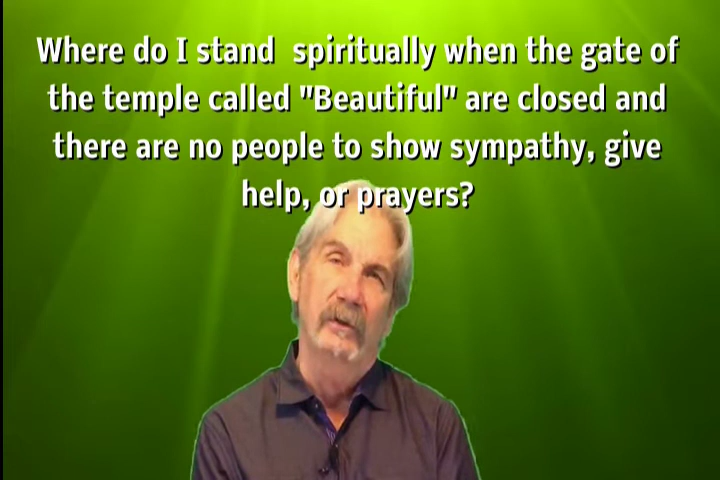 Where do I stand  spiritually when the gate of
the temple called "Beautiful" are closed and
there are no people to show sympathy, give
help, or prayers?